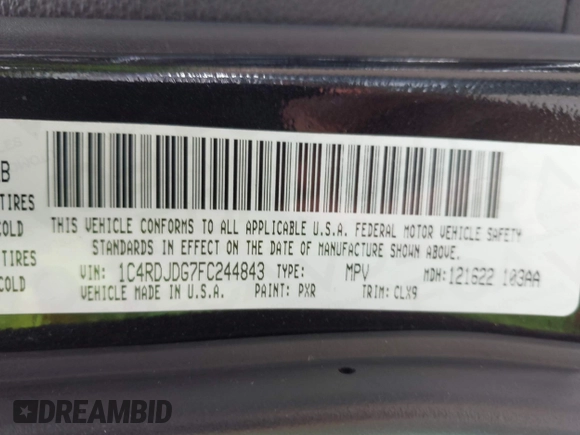 B
TIRES
COLD
THIS VEHICLE CONFORMS TO ALL APPLICABLE U.S.A. FEDERAL MOTOR VEHICLE SAFETY
STANDARDS IN EFFECT ON THE DATE OF MANUFACTURE SHOWN ABOVE.
TIRES
VIN: 1C4RDJDG7FC244843 TYPE: MPV MDH: 121622 103AA
COLD
VEHICLE MADE IN U.S.A. PAINT: PXR TRIM: CLX9
DREAMBID